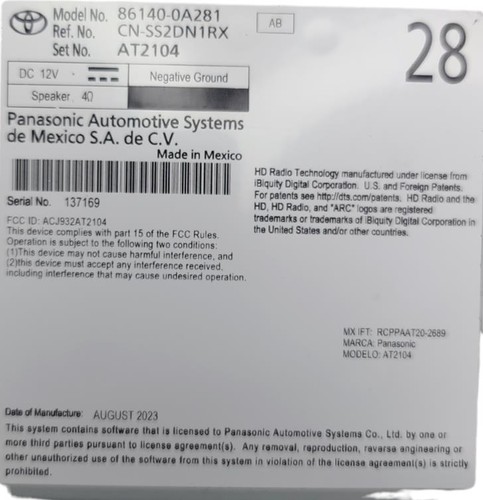 Model No. 86140-0A281
AB
28
Ref. No. CN-SS2DN1RX
Set No. AT2104
DC 12V
Negative Ground
Speaker 4Ω
Panasonic Automotive Systems
de Mexico S.A. de C.V.
Made in Mexico
Serial No. 137169
FCC ID: ACJ932AT2104
This device complies with part 15 of the FCC Rules.
Operation is subject to the following two conditions:
(1)This device may not cause harmful interference, and
(2)this device must accept any interference received,
including interference that may cause undesired operation.
HD Radio Technology manufactured under license from
iBiquity Digital Corporation. U.S. and Foreign Patents.
For patents see http://dts.com/patents. HD Radio and the
HD, HD Radio, and "ARC" logos are registered
trademarks or trademarks of iBiquity Digital Corporation in
the United States and/or other countries.
MX IFT: RCPPAAT20-2689
MARCA: Panasonic
MODELO: AT2104
Date of Manufacture: AUGUST 2023
This system contains software that is licensed to Panasonic Automotive Systems Co., Ltd. by one or
more third parties pursuant to license agreement(s). Any removal, reproduction, reverse engineering or
other unauthorized use of the software from this system in violation of the license agreement(s) is strictly
prohibited.